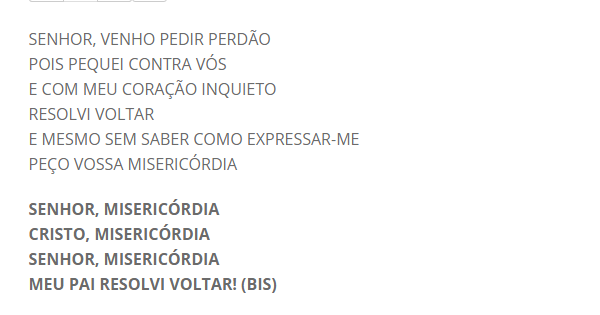 SENHOR, VENHO PEDIR PERDÃO
POIS PEQUEI CONTRA VÓS
E COM MEU CORAÇÃO INQUIETO
RESOLVI VOLTAR
E MESMO SEM SABER COMO EXPRESSAR-ME
PEÇO VOSSA MISERICÓRDIA
SENHOR, MISERICÓRDIA
CRISTO, MISERICÓRDIA
SENHOR, MISERICÓRDIA
MEU PAI RESOLVI VOLTAR! (BIS)